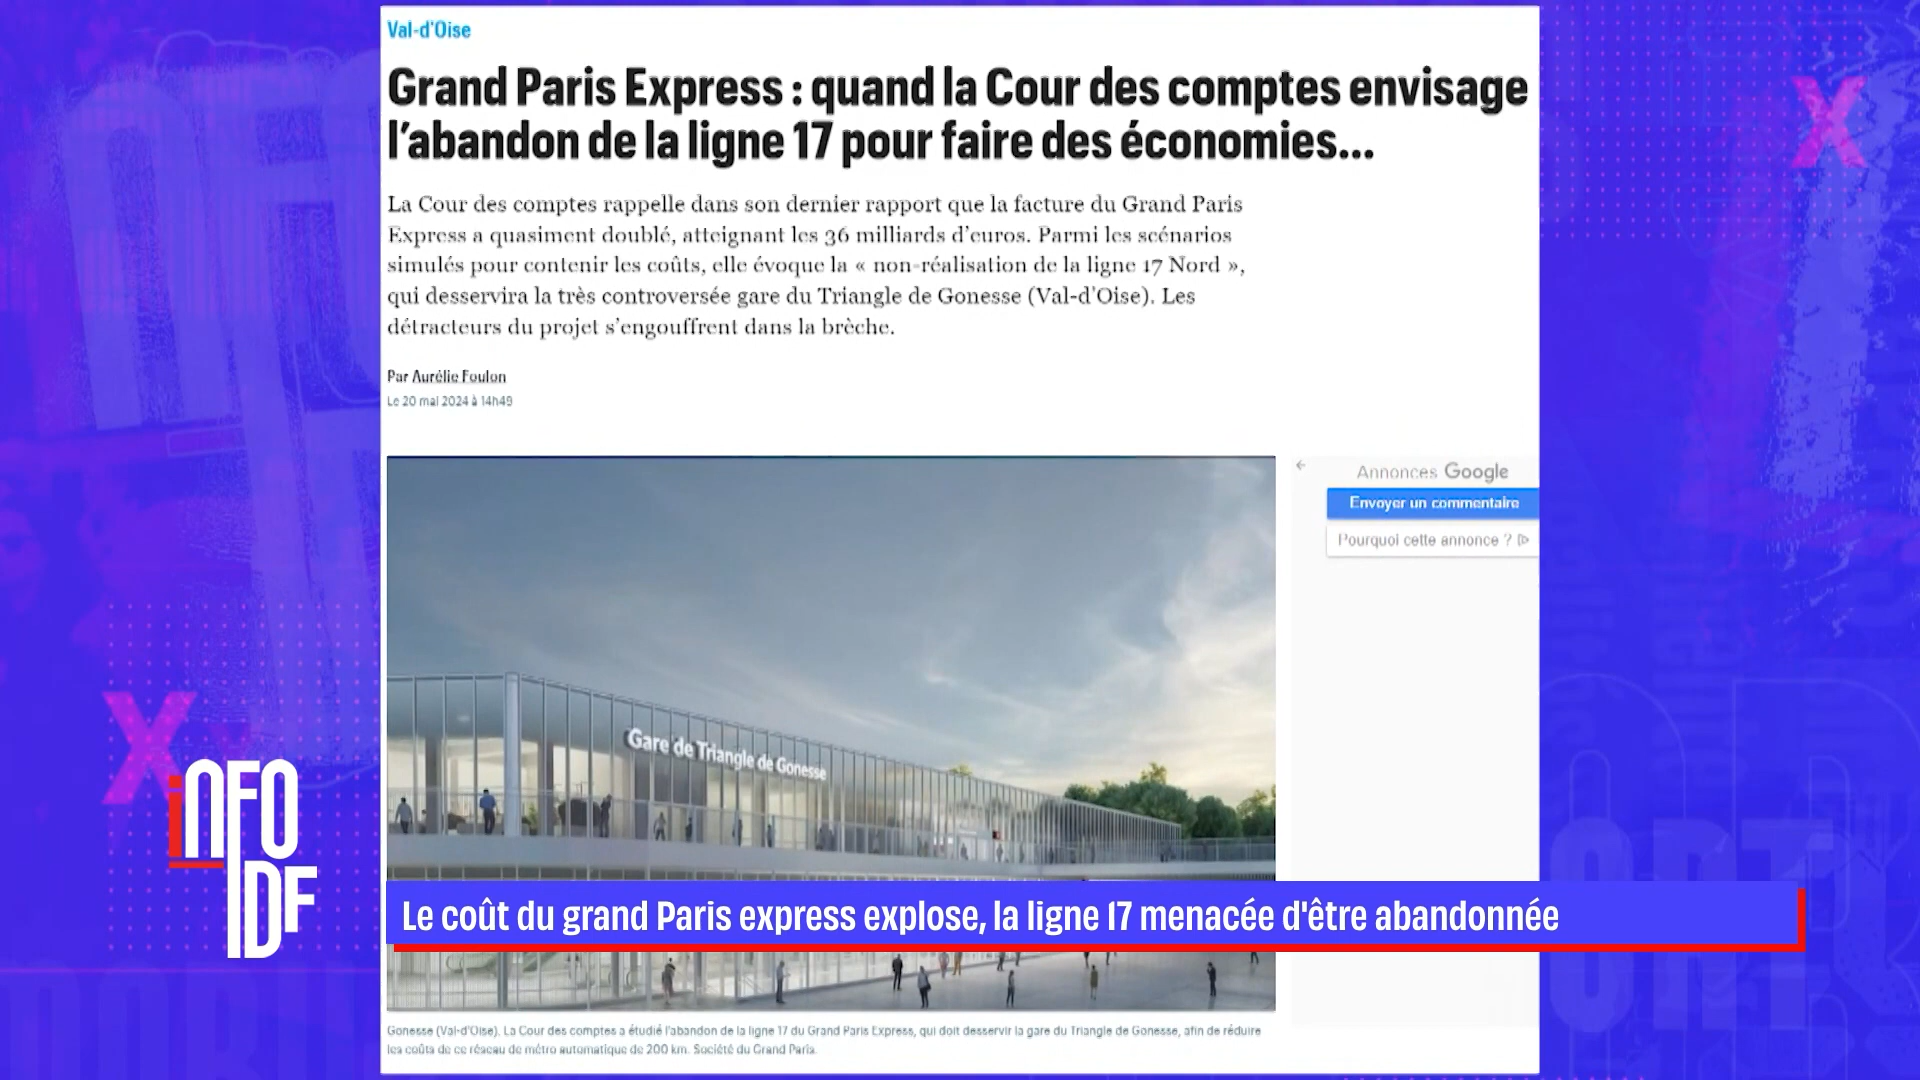 Val-d'Oise
Grand Paris Express : quand la Cour des comptes envisage
l’abandon de la ligne 17 pour faire des économies...
La Cour des comptes rappelle dans son dernier rapport que la facture du Grand Paris
Express a quasiment doublé, atteignant les 36 milliards d’euros. Parmi les scénarios
simulés pour contenir les coûts, elle évoque la « non-réalisation de la ligne 17 Nord »,
qui desservira la très controversée gare du Triangle de Gonesse (Val-d'Oise). Les
détracteurs du projet s’engouffrent dans la brèche.
Par Aurélie Foulon
Le 20 mai 2024 à 14h49
Annonces Google
Envoyer un commentaire
Pourquoi cette annonce ?
Gare de Triangle de Gonesse
iNFO
IDF
Le coût du grand Paris express explose, la ligne 17 menacée d'être abandonnée
Gonesse (Val-d'Oise). La Cour des comptes a étudié l'abandon de la ligne 17 du Grand Paris Express, qui doit desservir la gare du Triangle de Gonesse, afin de réduire
les coûts de ce réseau de métro automatique de 200 km. Société du Grand Paris.